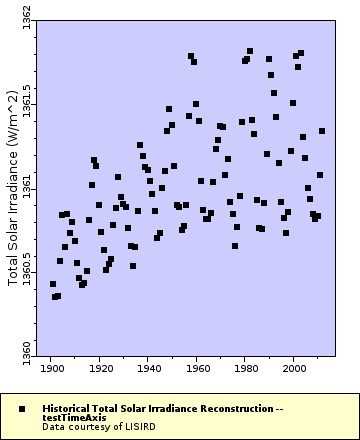 1362
1361.5
1361
1360.5
1360
Total Solar Irradiance (W/m^2)
1900 1920 1940 1960 1980 2000
Historical Total Solar Irradiance Reconstruction --
testTimeAxis
Data courtesy of LISIRD